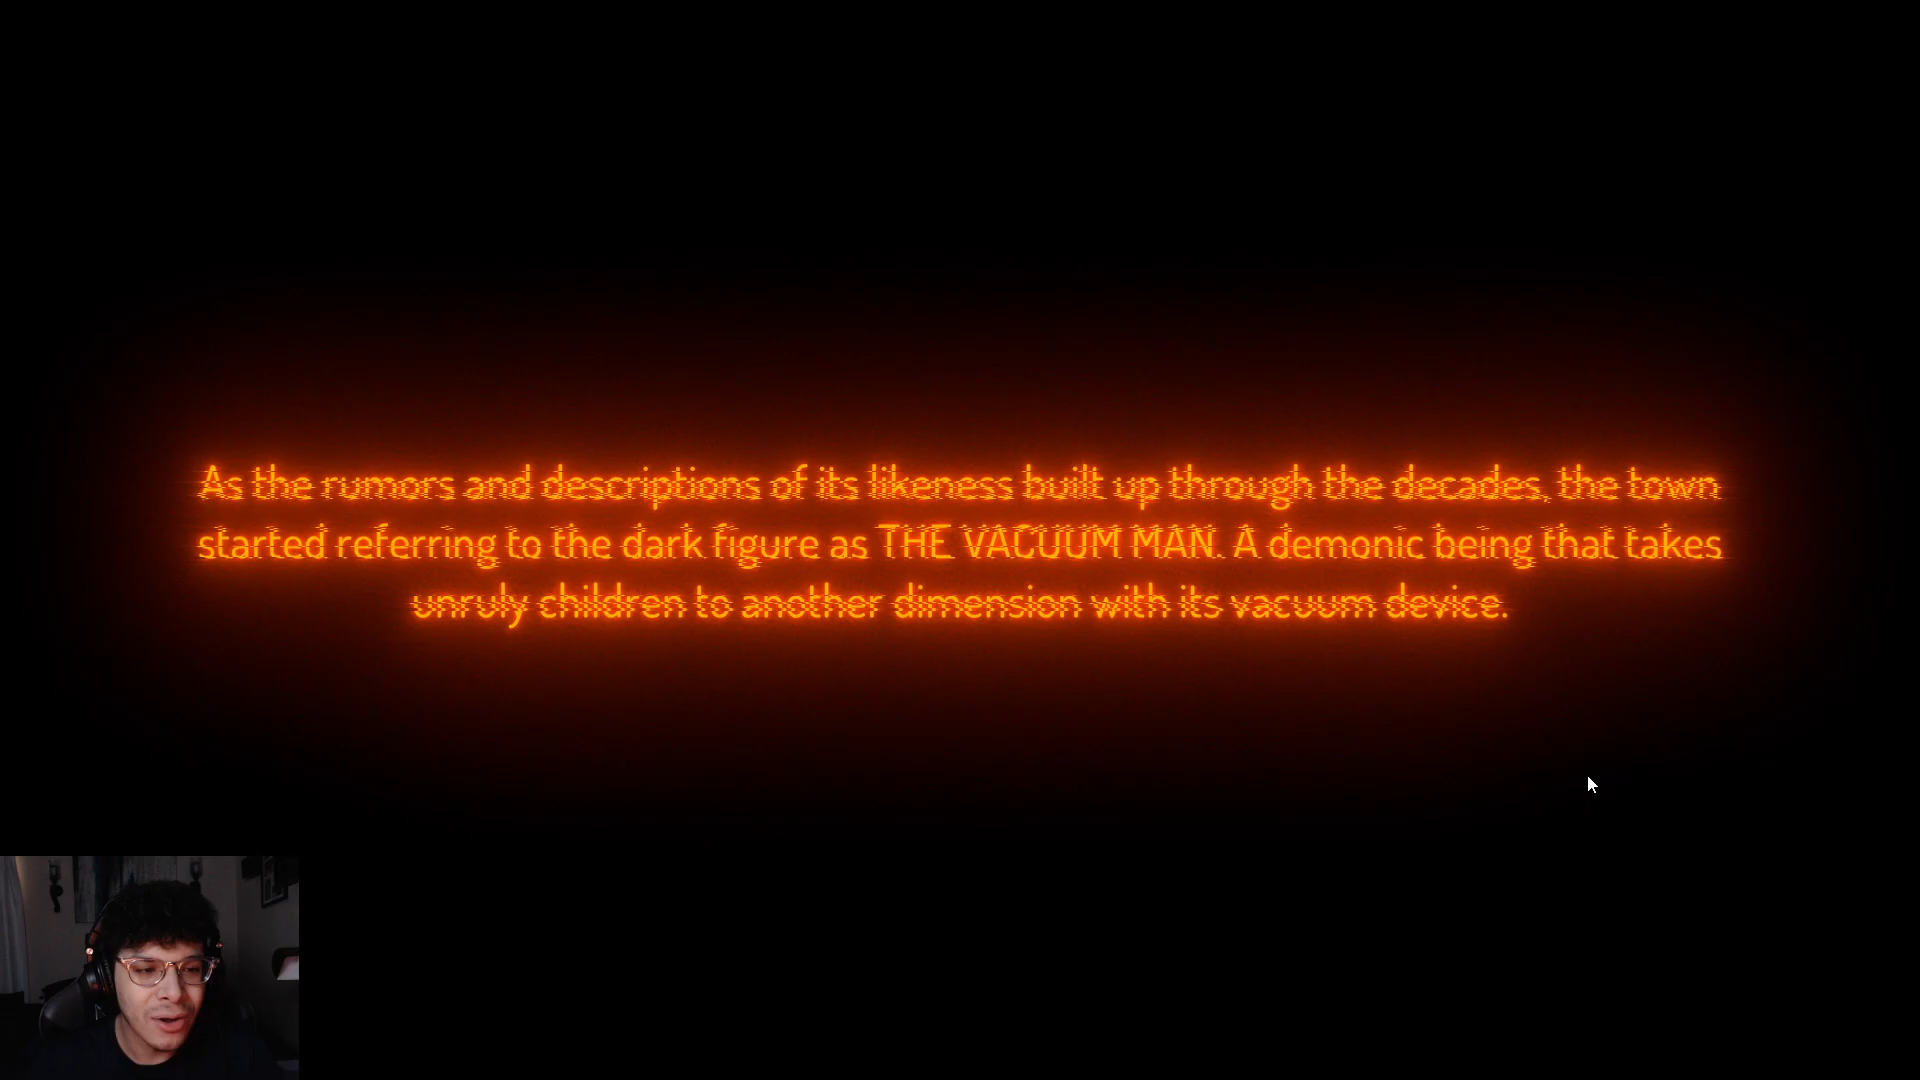 As the rumors and descriptions of its likeness built up through the decades, the town
started referring to the dark figure as THE VACUUM MAN. A demonic being that takes
unruly children to another dimension with its vacuum device.